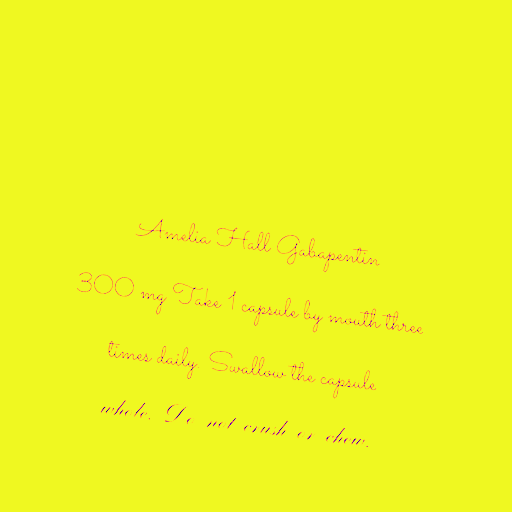 Amelia Hall Gabapentin
300 mg. Take 1 capsule by mouth three
times daily. Swallow the capsule
whole. Do not crush or chew.